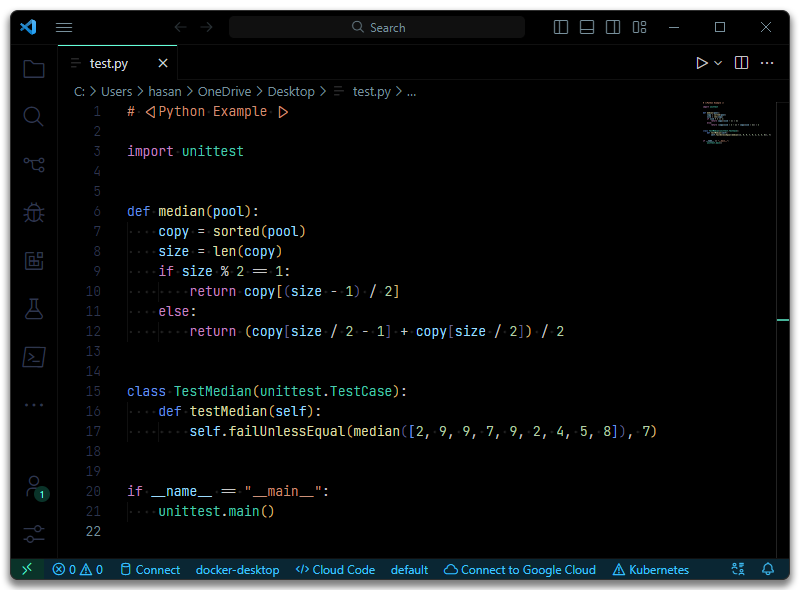 Search
test.py
C: > Users > hasan > OneDrive > Desktop > test.py > ...
1 # ◁Python Example ▷
2
3 import unittest
4
5
6 def median(pool):
7     copy = sorted(pool)
8     size = len(copy)
9     if size % 2 == 1:
10         return copy[(size - 1) / 2]
11     else:
12         return (copy[size / 2 - 1] + copy[size / 2]) / 2
13
14
15 class TestMedian(unittest.TestCase):
16     def testMedian(self):
17         self.failUnlessEqual(median([2, 9, 9, 7, 9, 2, 4, 5, 8]), 7)
18
19
20 if __name__ == "__main__":
21     unittest.main()
22
1
0 0 Connect docker-desktop </> Cloud Code default Connect to Google Cloud Kubernetes